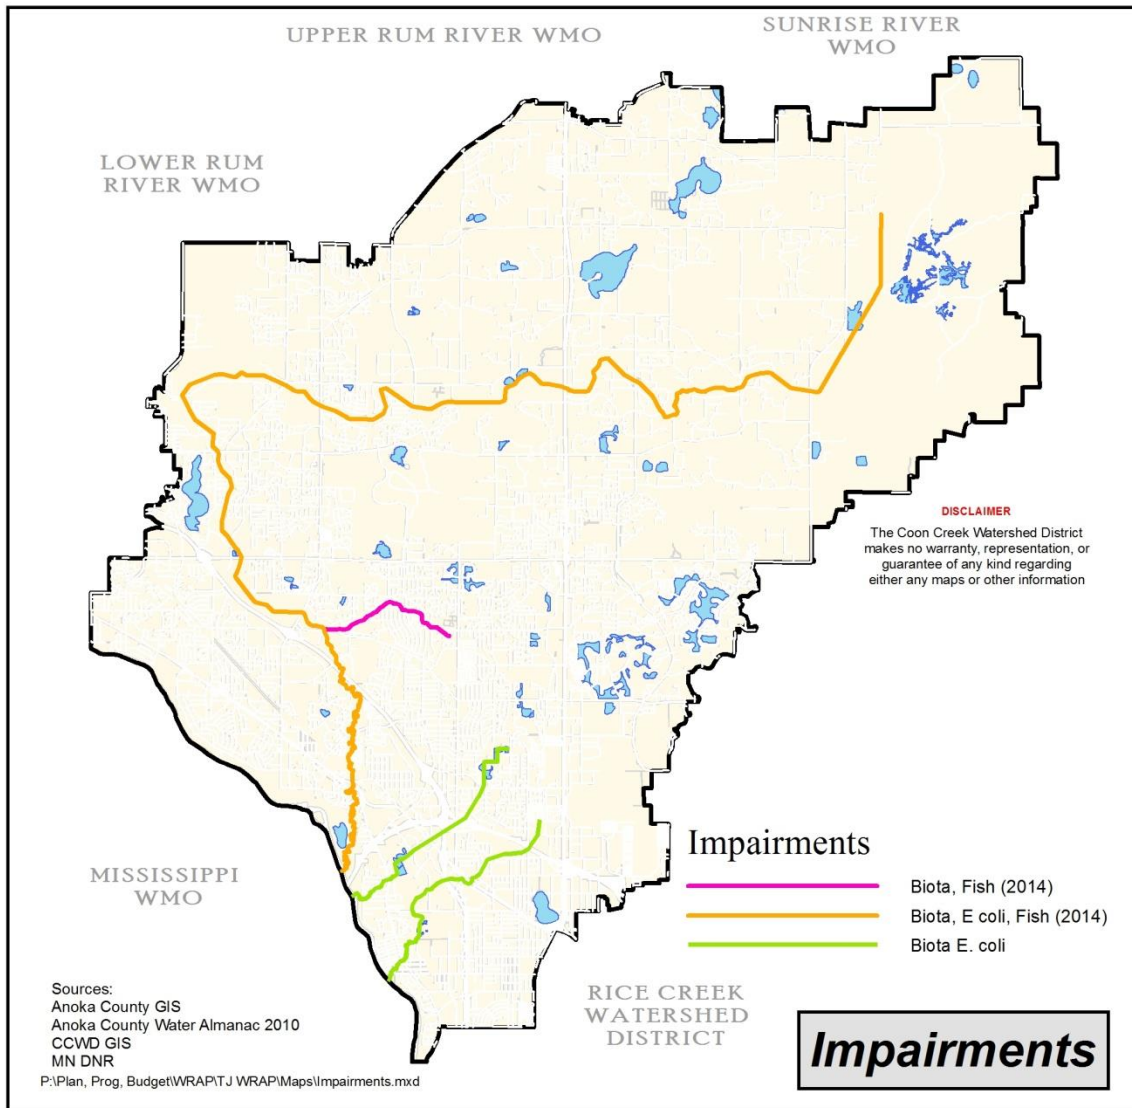 UPPER RUM RIVER WMO
SUNRISE RIVER
WMO
LOWER RUM
RIVER WMO
DISCLAIMER
The Coon Creek Watershed District
makes no warranty, representation, or
guarantee of any kind regarding
either any maps or other information
MISSISSIPPI
WMO
Impairments
Biota, Fish (2014)
Biota, E coli, Fish (2014)
Biota E. coli
RICE CREEK
WATERSHED
DISTRICT
Sources:
Anoka County GIS
Anoka County Water Almanac 2010
CCWD GIS
MN DNR
P:\Plan, Prog, Budget\WRAP\TJ WRAP\Maps\Impairments.mxd
Impairments